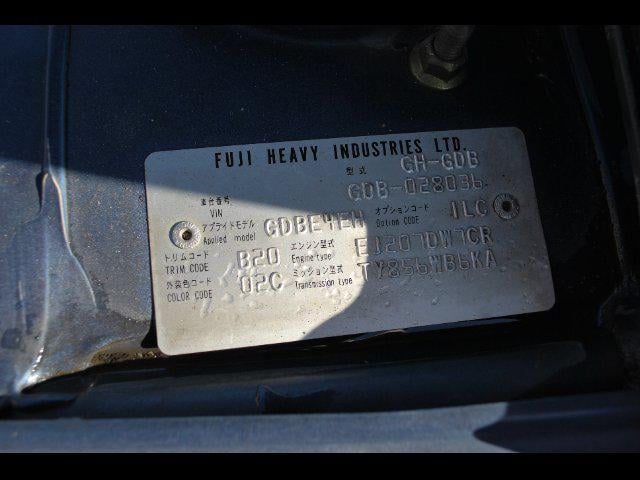 FUJI HEAVY INDUSTRIES LTD.
型式 GH-GDB
車台番号 VIN GDB-028036
アプライドモデル Applied model GDBE4EH オプションコード Option code 1LC
トリムコード TRIM CODE B20 エンジン型式 Engine type EJ207DW7CR
外装色コード COLOR CODE 02C ミッション型式 Transmission type TY856WB6KA